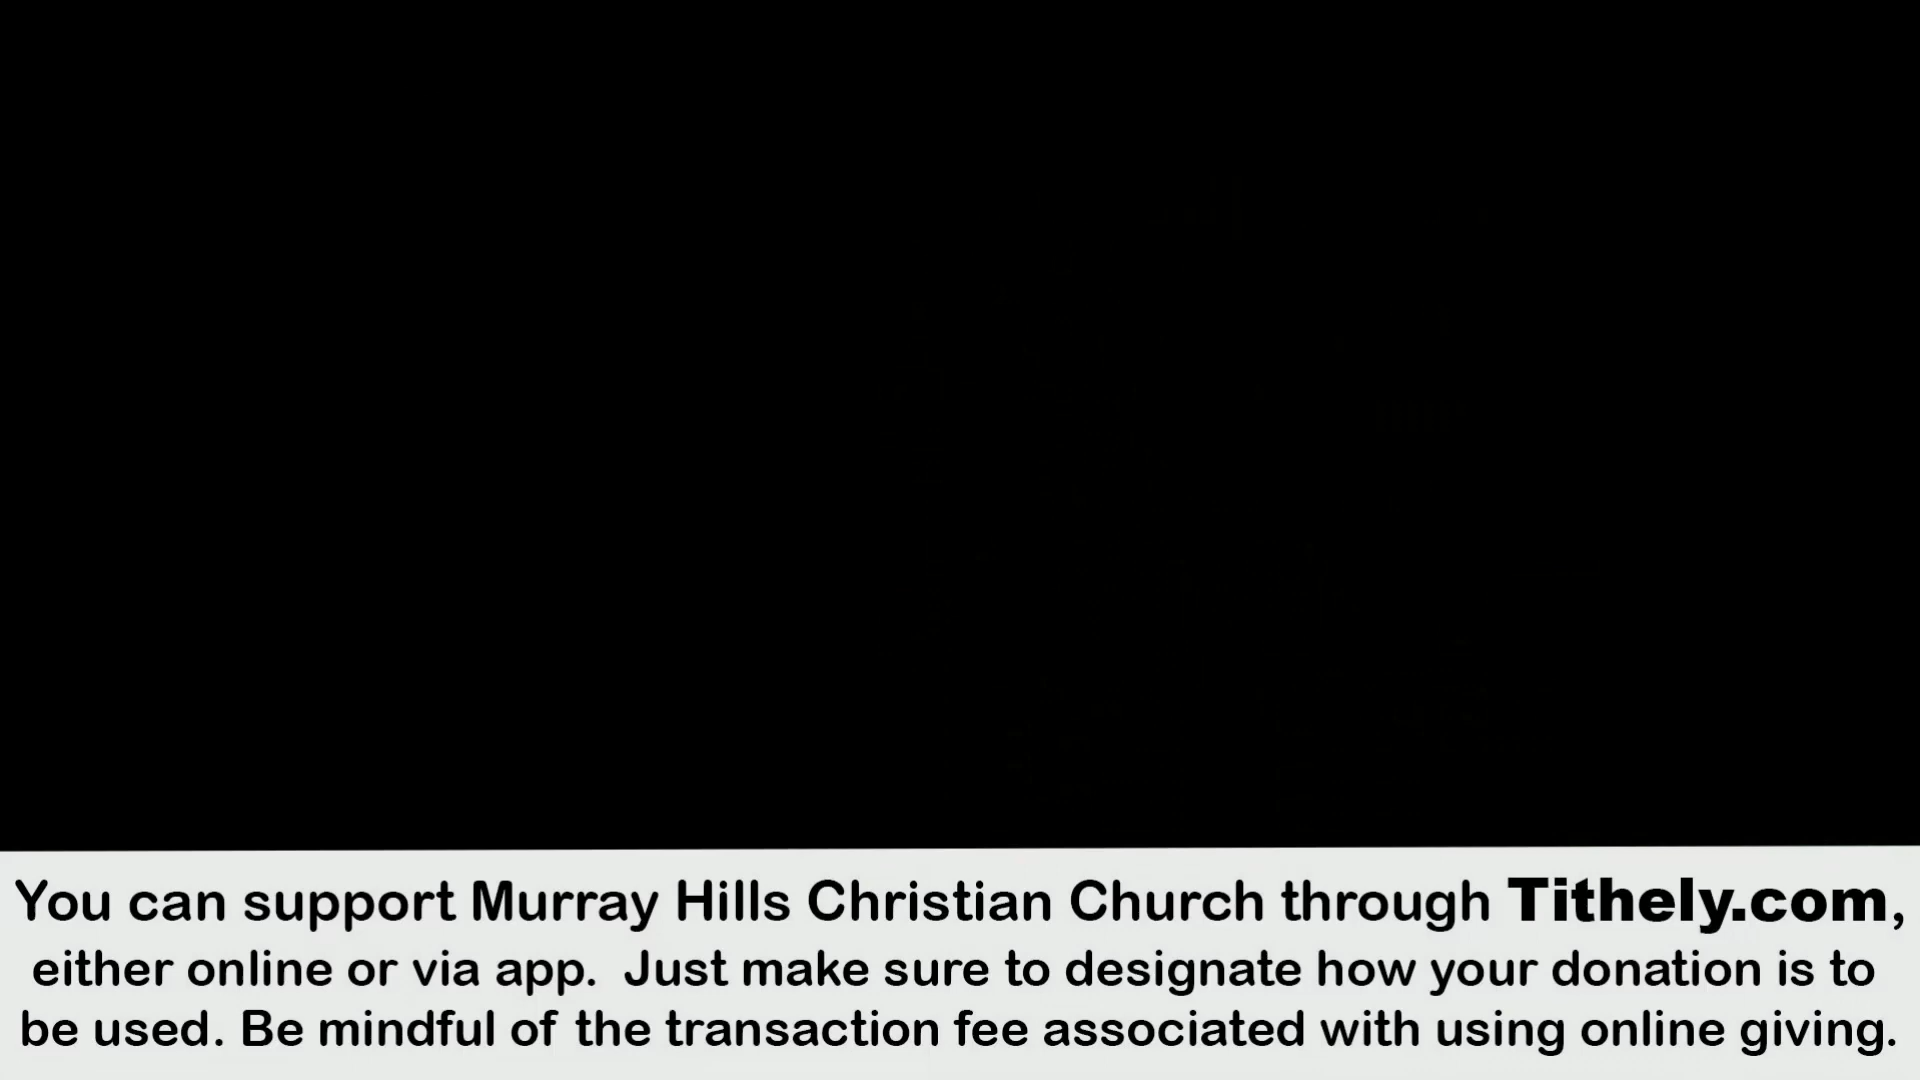 You can support Murray Hills Christian Church through Tithely.com,
either online or via app.  Just make sure to designate how your donation is to
be used. Be mindful of the transaction fee associated with using online giving.